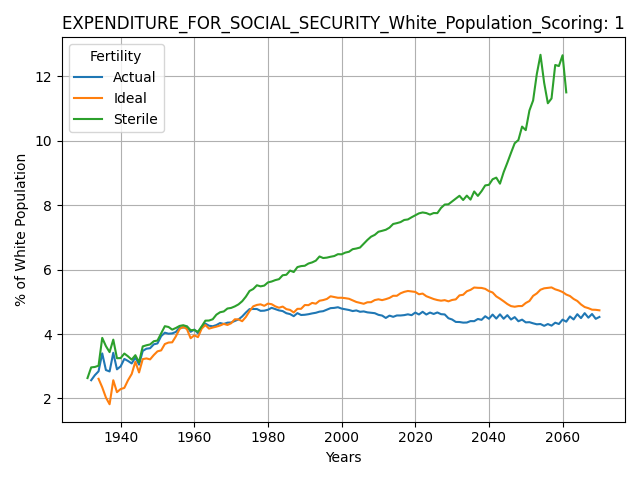 EXPENDITURE_FOR_SOCIAL_SECURITY_White_Population_Scoring: 1
Fertility
Actual
Ideal
Sterile
% of White Population
12
10
8
6
4
2
1940 1960 1980 2000 2020 2040 2060
Years